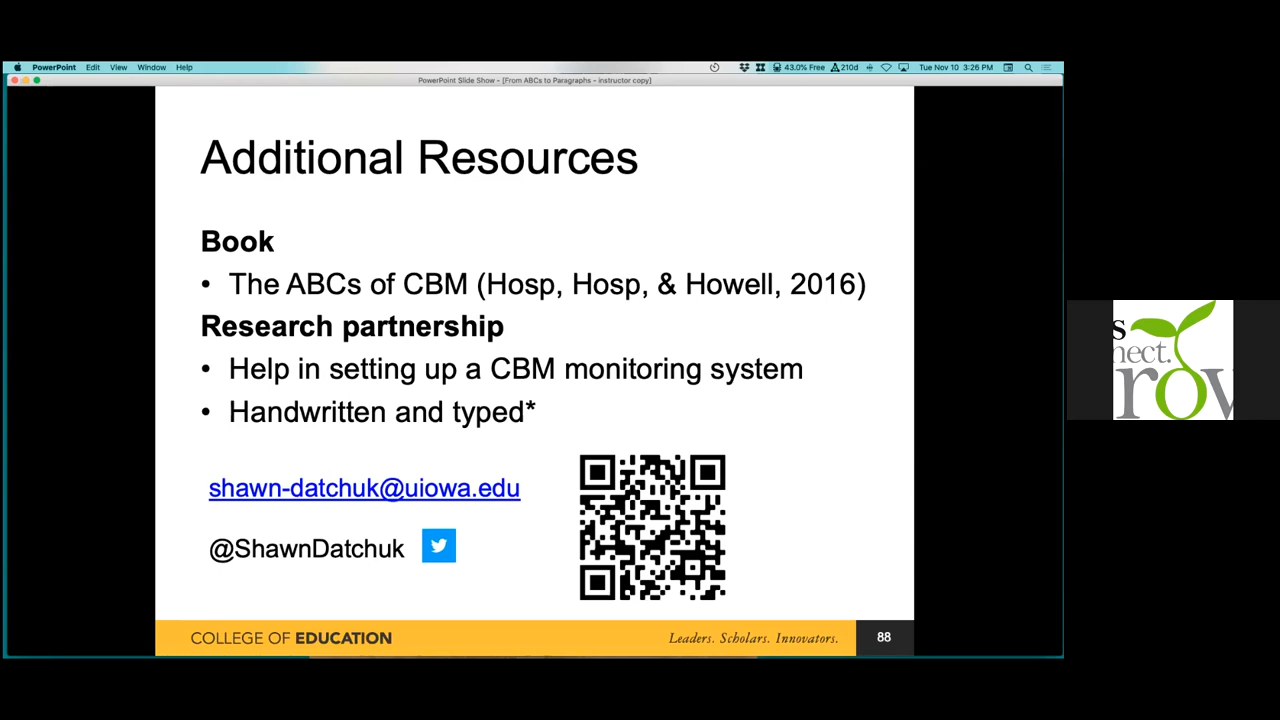 PowerPoint Edit View Window Help 43.0% Free 210d Tue Nov 10 3:26 PM
PowerPoint Slide Show - [From ABCs to Paragraphs - instructor copy]
Additional Resources
Book
• The ABCs of CBM (Hosp, Hosp, & Howell, 2016)
Research partnership
• Help in setting up a CBM monitoring system
• Handwritten and typed*
shawn-datchuk@uiowa.edu
@ShawnDatchuk
COLLEGE OF EDUCATION Leaders. Scholars. Innovators. 88
s
nect.
rov